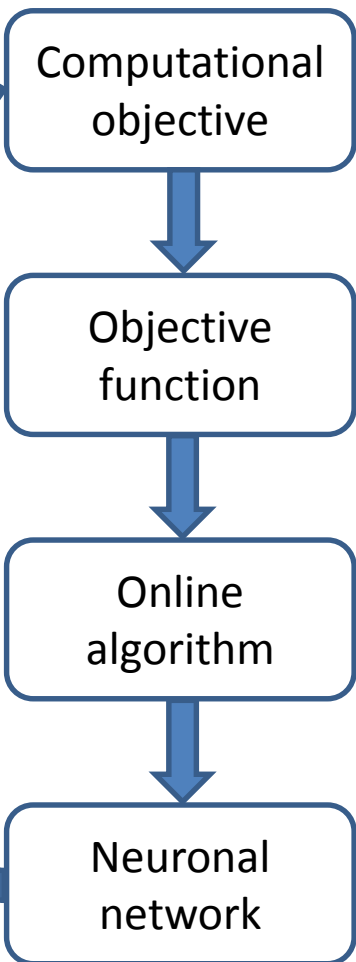 Computational
objective
Objective
function
Online
algorithm
Neuronal
network